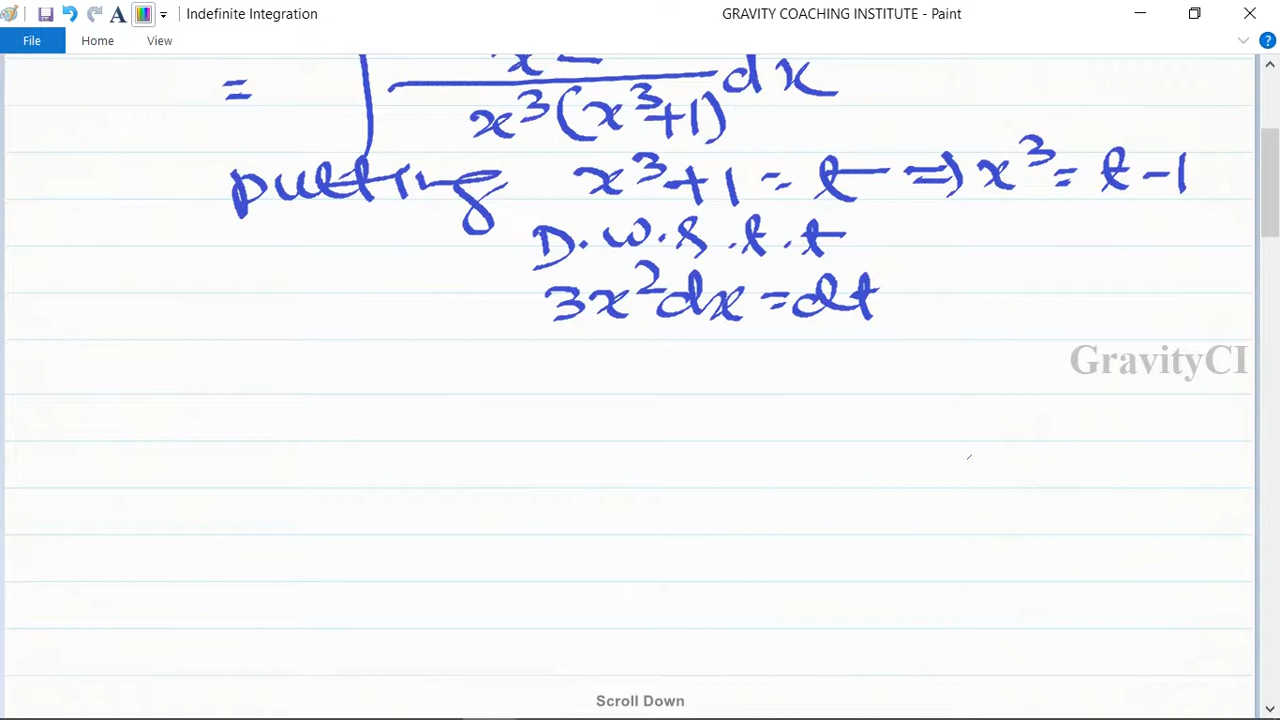 Indefinite Integration
GRAVITY COACHING INSTITUTE - Paint
File Home View
= ∫ x² / x³(x³+1) dx
putting x³+1 = t ⇒ x³ = t-1
D.w.r.t.t
3x²dx = dt
GravityCI
Scroll Down